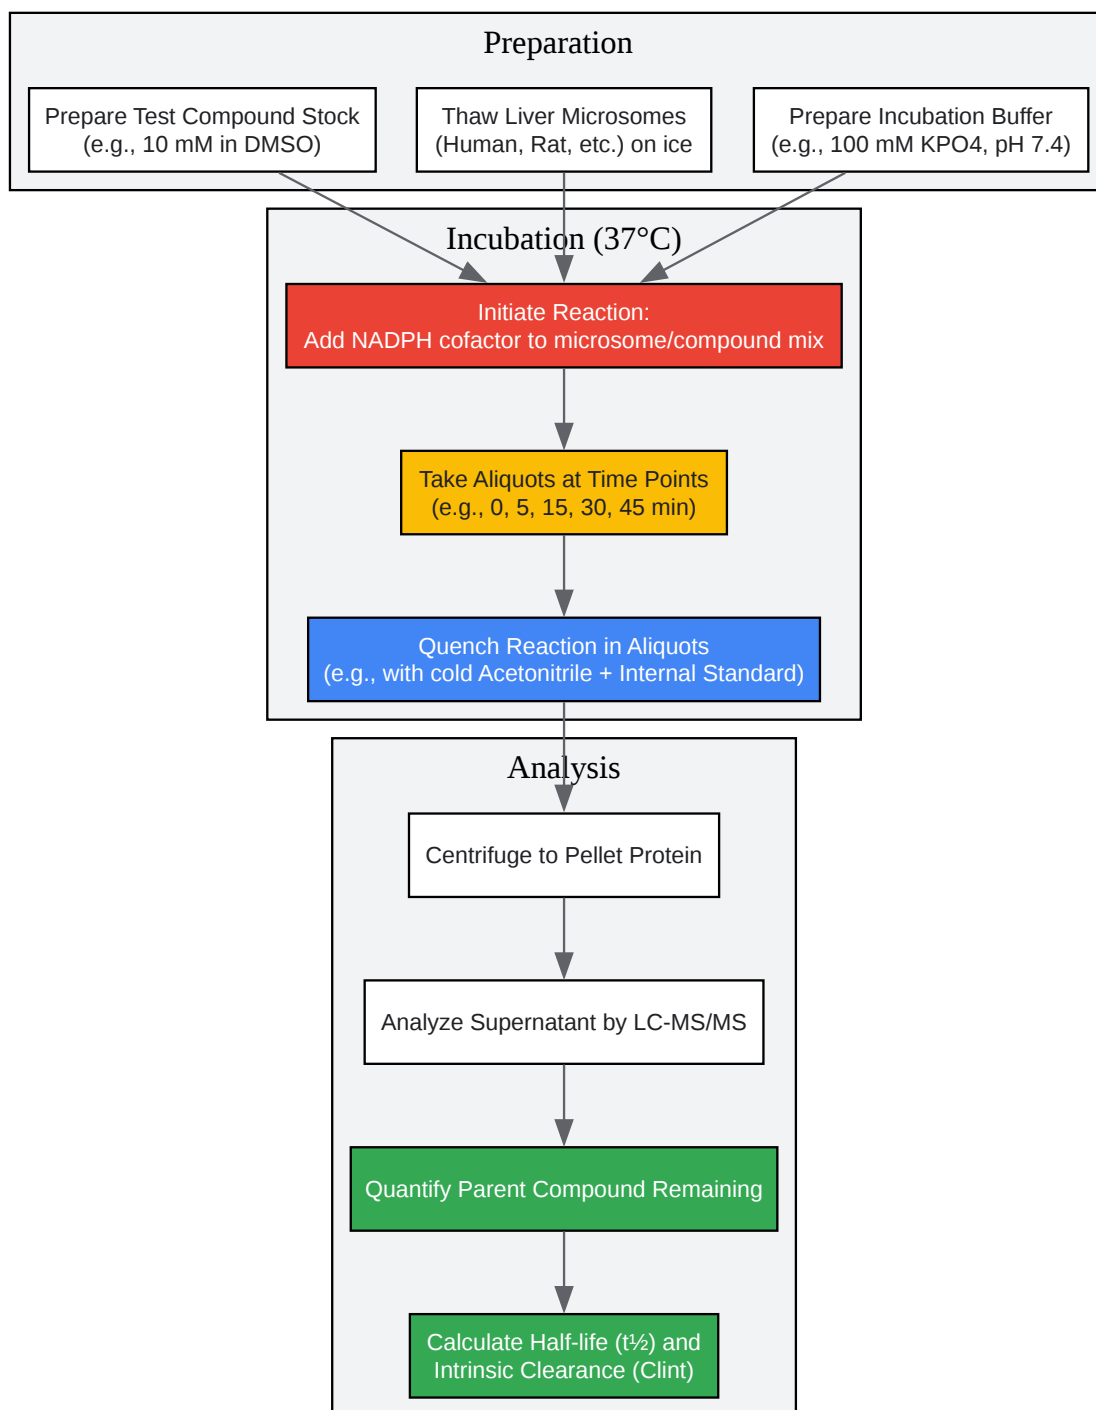 Preparation
Prepare Test Compound Stock
(e.g., 10 mM in DMSO)
Thaw Liver Microsomes
(Human, Rat, etc.) on ice
Prepare Incubation Buffer
(e.g., 100 mM KPO4, pH 7.4)
Incubation (37°C)
Initiate Reaction:
Add NADPH cofactor to microsome/compound mix
Take Aliquots at Time Points
(e.g., 0, 5, 15, 30, 45 min)
Quench Reaction in Aliquots
(e.g., with cold Acetonitrile + Internal Standard)
Analysis
Centrifuge to Pellet Protein
Analyze Supernatant by LC-MS/MS
Quantify Parent Compound Remaining
Calculate Half-life (t½) and
Intrinsic Clearance (Clint)